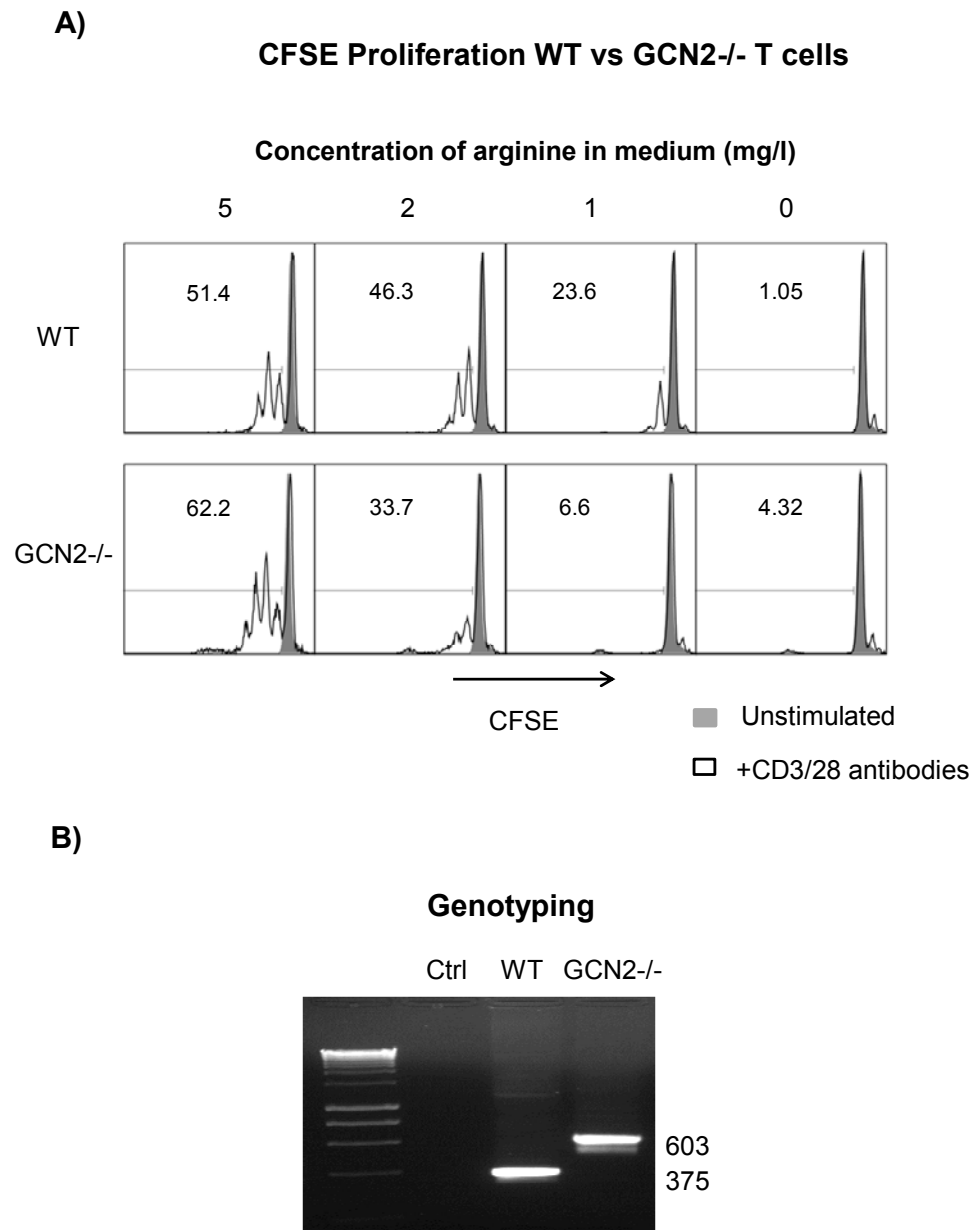 A)
CFSE Proliferation WT vs GCN2-/- T cells
Concentration of arginine in medium (mg/l)
5 2 1 0
WT 51.4 46.3 23.6 1.05
GCN2-/- 62.2 33.7 6.6 4.32
CFSE
Unstimulated
+CD3/28 antibodies
B)
Genotyping
Ctrl WT GCN2-/-
603
375